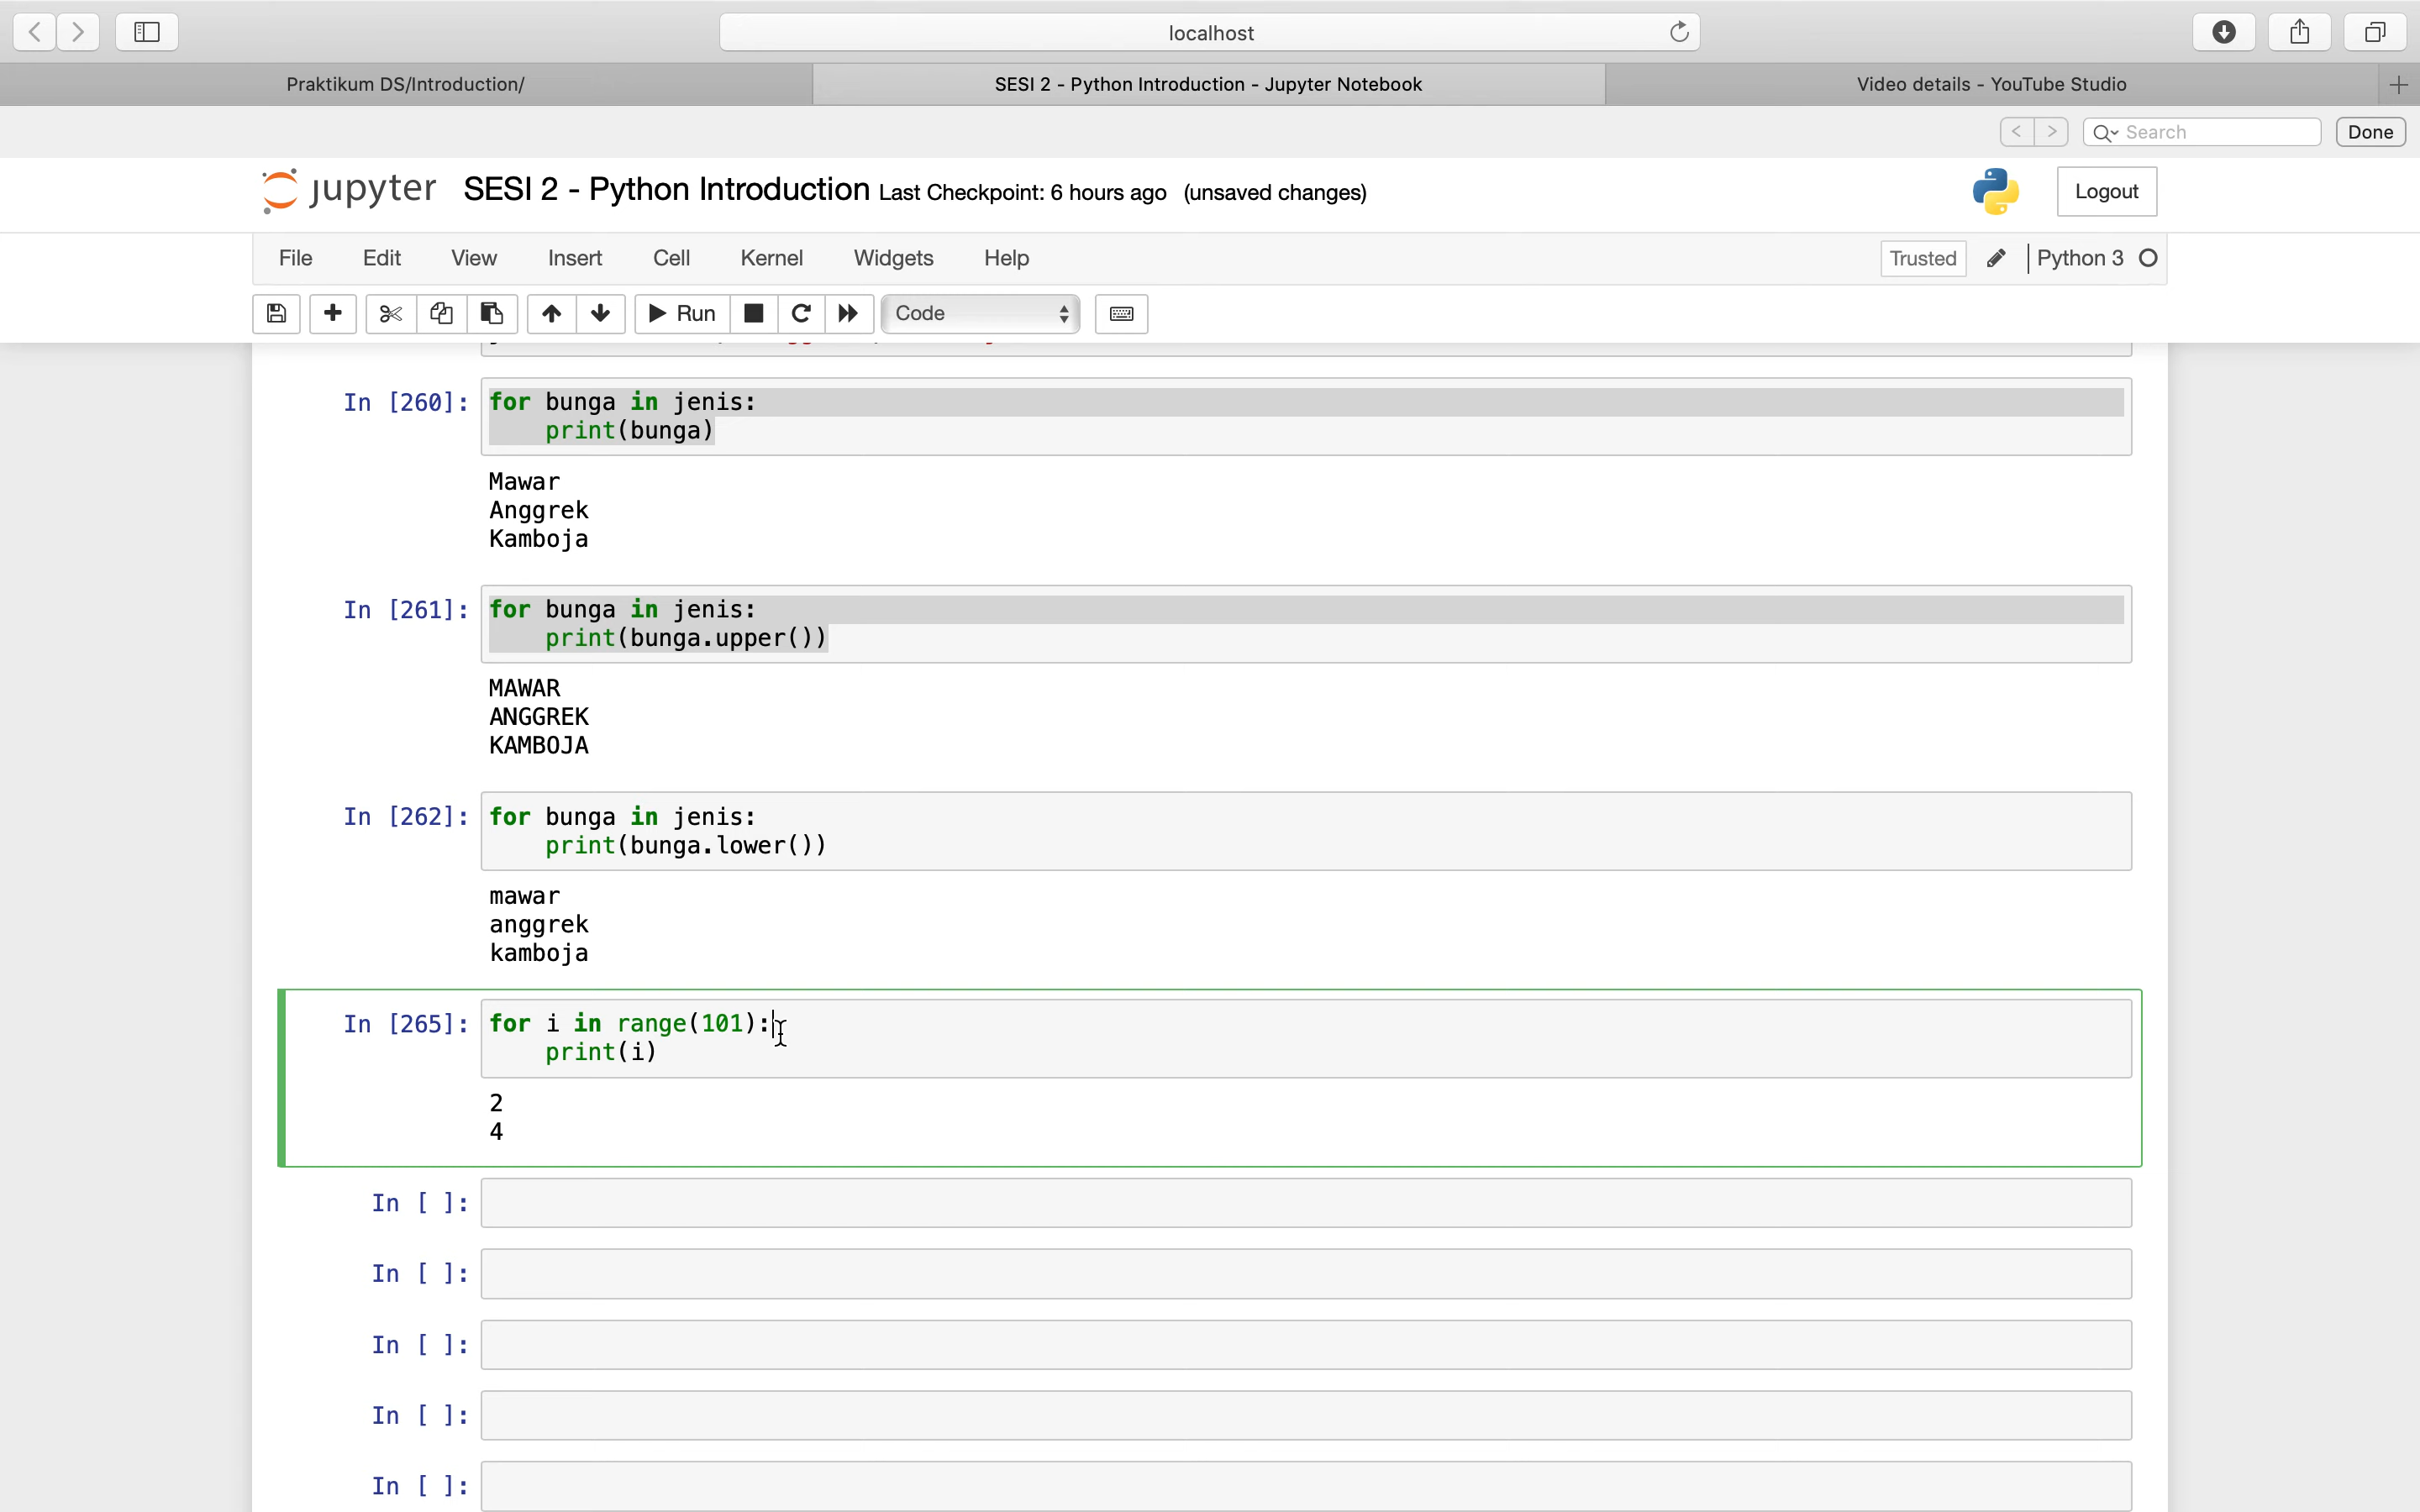 localhost
Praktikum DS/Introduction/
SESI 2 - Python Introduction - Jupyter Notebook
Video details - YouTube Studio
Search
Done
jupyter
SESI 2 - Python Introduction Last Checkpoint: 6 hours ago (unsaved changes)
Logout
File Edit View Insert Cell Kernel Widgets Help
Trusted
Python 3
Run
Code
In [260]: for bunga in jenis:
    print(bunga)
Mawar
Anggrek
Kamboja
In [261]: for bunga in jenis:
    print(bunga.upper())
MAWAR
ANGGREK
KAMBOJA
In [262]: for bunga in jenis:
    print(bunga.lower())
mawar
anggrek
kamboja
In [265]: for i in range(101):
    print(i)
2
4
In [ ]:
In [ ]:
In [ ]:
In [ ]:
In [ ]: